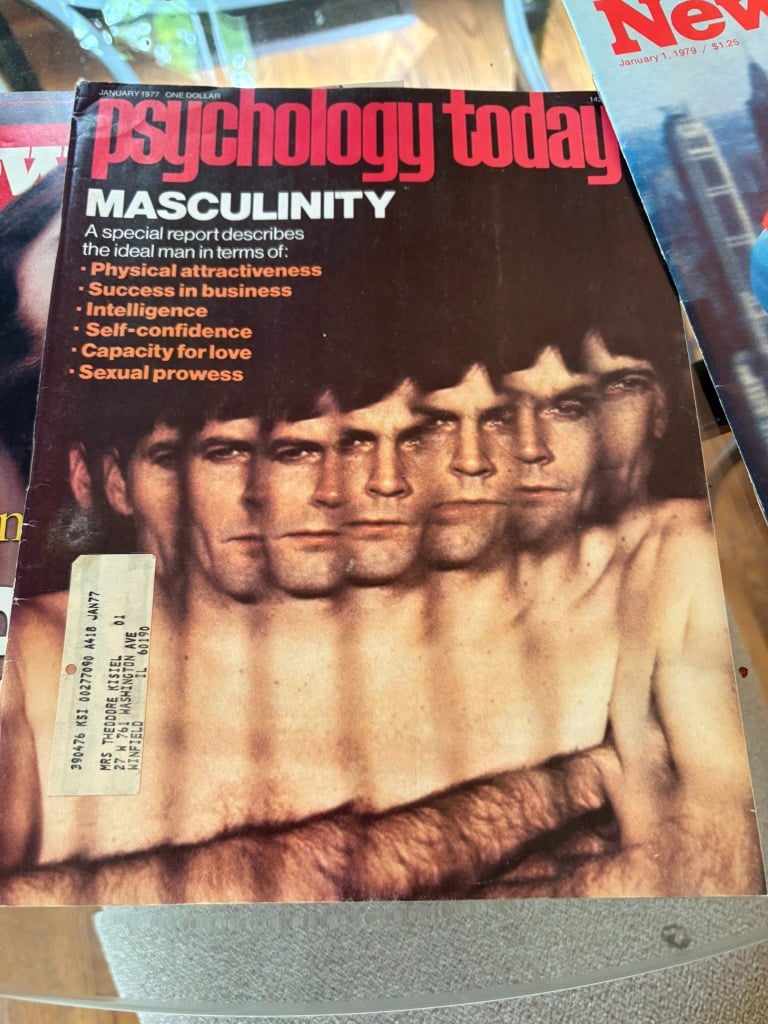 JANUARY 1977 ONE DOLLAR
psychology today
MASCULINITY
A special report describes
the ideal man in terms of:
· Physical attractiveness
· Success in business
· Intelligence
· Self-confidence
· Capacity for love
· Sexual prowess
390476 KSI 00277090 A418 JAN77
MRS THEODORE KISIEL 01
27 W 761 WASHINGTON AVE
WINFIELD IL 60190
New
January 1, 1979 / $1.25